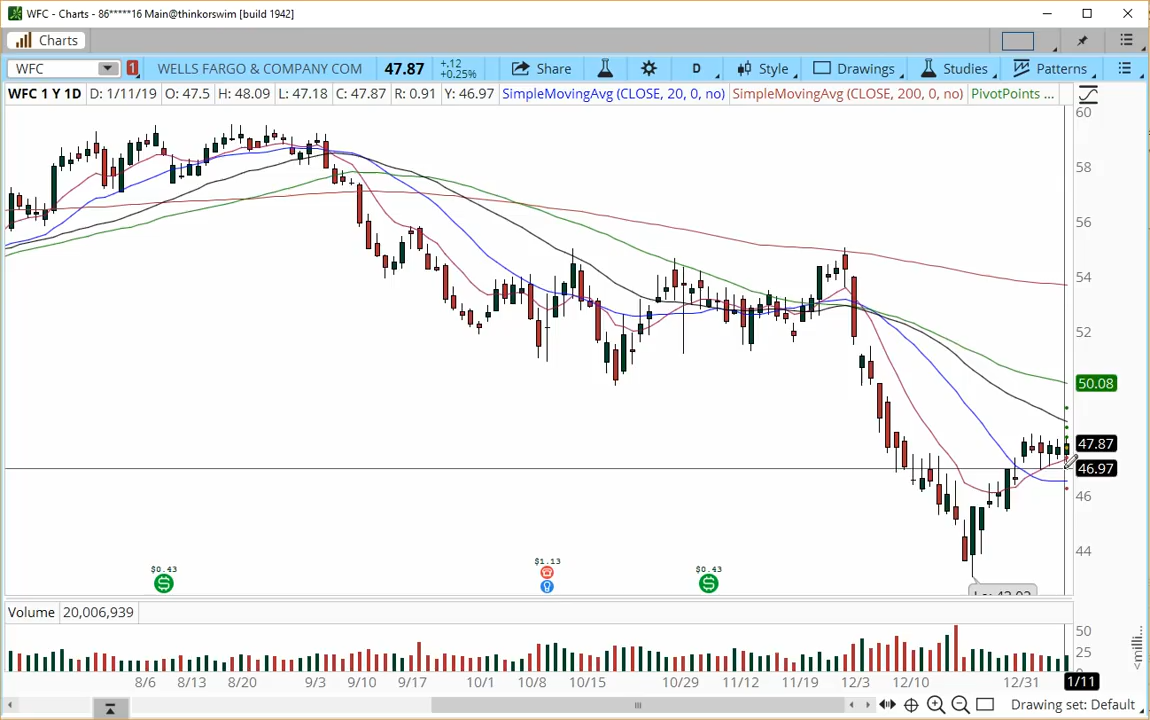 WFC - Charts - 86*****16 Main@thinkorswim [build 1942]
Charts
WFC 1 WELLS FARGO & COMPANY COM 47.87 +.12 +0.25% Share D Style Drawings Studies Patterns
WFC 1 Y 1D D: 1/11/19 O: 47.5 H: 48.09 L: 47.18 C: 47.87 R: 0.91 Y: 46.97 SimpleMovingAvg (CLOSE, 20, 0, no) SimpleMovingAvg (CLOSE, 200, 0, no) PivotPoints ...
60
58
56
54
52
50.08
47.87
46.97
46
44
$0.43 $1.13 $0.43
Volume 20,006,939
50
25
0
<milli...
8/6 8/13 8/20 9/3 9/10 9/17 10/1 10/8 10/15 10/29 11/12 11/19 12/3 12/10 12/31 1/11
Drawing set: Default